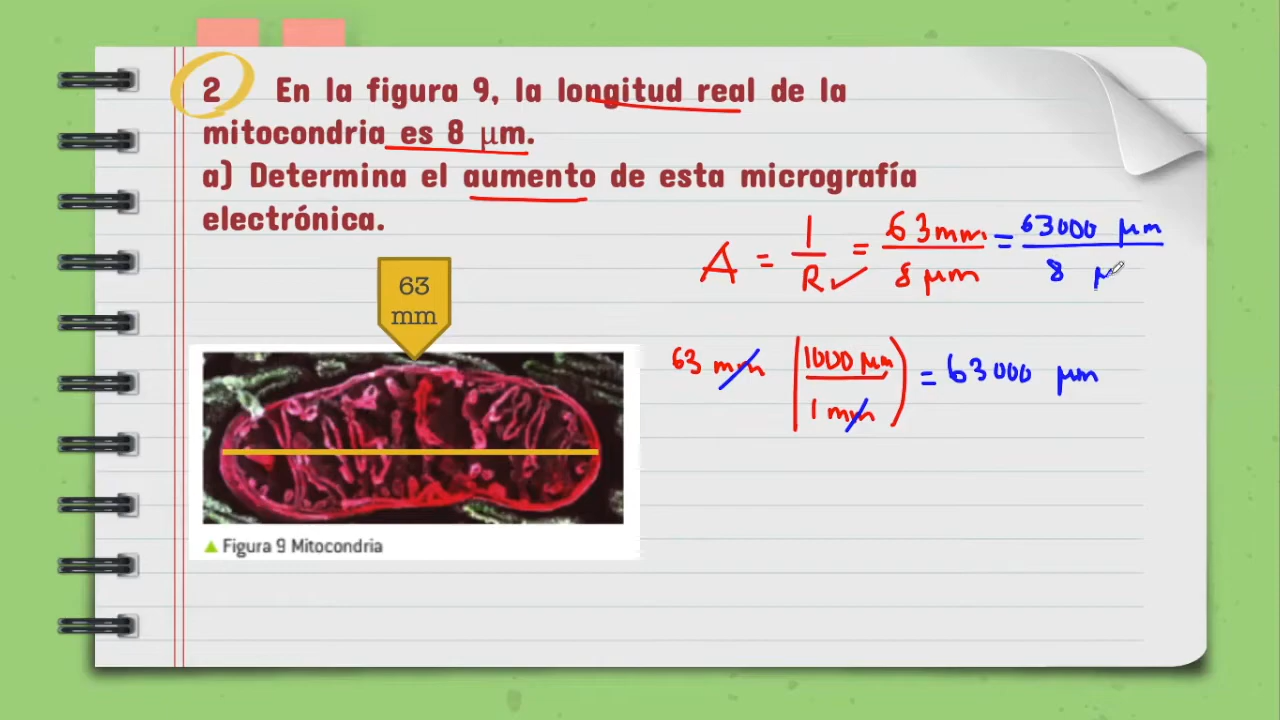 2 En la figura 9, la longitud real de la
mitocondria es 8 μm.
a) Determina el aumento de esta micrografía
electrónica.
A = I / R = 63mm / 8 μm = 63000 μm / 8 μ
63 mm
63 mm (1000 μm / 1 mm) = 63000 μm
Figura 9 Mitocondria